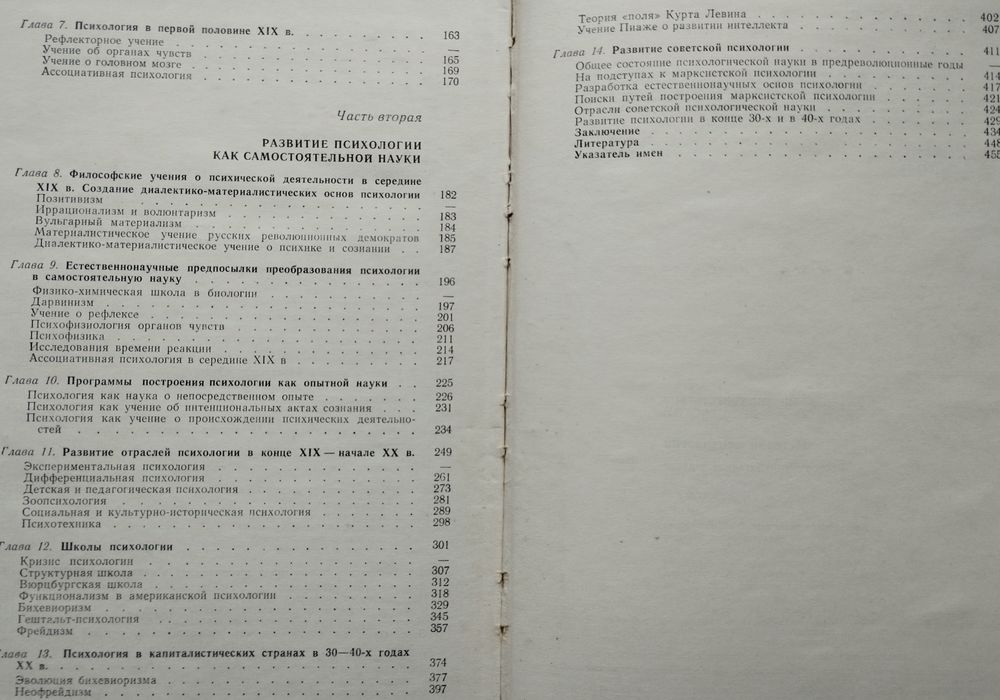 Глава 7. Психология в первой половине XIX в. . . . . . . 163
Рефлекторное учение . . . . . . . . . . . —
Учение об органах чувств . . . . . . . . . . 165
Учение о головном мозге . . . . . . . . . . 169
Ассоциативная психология . . . . . . . . . . 170
Часть вторая
РАЗВИТИЕ ПСИХОЛОГИИ
КАК САМОСТОЯТЕЛЬНОЙ НАУКИ
Глава 8. Философские учения о психической деятельности в середине
XIX в. Создание диалектико-материалистических основ психологии 182
Позитивизм . . . . . . . . . . . . . —
Иррационализм и волюнтаризм . . . . . . . . . 183
Вульгарный материализм . . . . . . . . . . 184
Материалистическое учение русских революционных демократов 185
Диалектико-материалистическое учение о психике и сознании . . 187
Глава 9. Естественнонаучные предпосылки преобразования психологии
в самостоятельную науку . . . . . . . . . . 196
Физико-химическая школа в биологии . . . . . . . —
Дарвинизм . . . . . . . . . . . . . 197
Учение о рефлексе . . . . . . . . . . . 201
Психофизиология органов чувств . . . . . . . . 206
Психофизика . . . . . . . . . . . . . 211
Исследования времени реакции . . . . . . . . . 214
Ассоциативная психология в середине XIX в . . . . . . 217
Глава 10. Программы построения психологии как опытной науки . . 225
Психология как наука о непосредственном опыте . . . . . 226
Психология как учение об интенциональных актах сознания . . . 231
Психология как учение о происхождении психических деятельно-
стей . . . . . . . . . . . . . . 234
Глава 11. Развитие отраслей психологии в конце XIX — начале XX в. 249
Экспериментальная психология . . . . . . . . . —
Дифференциальная психология . . . . . . . . . 261
Детская и педагогическая психология . . . . . . . . 273
Зоопсихология . . . . . . . . . . . . . 281
Социальная и культурно-историческая психология . . . . . 289
Психотехника . . . . . . . . . . . . . 298
Глава 12. Школы психологии . . . . . . . . . . 301
Кризис психологии . . . . . . . . . . . —
Структурная школа . . . . . . . . . . . 307
Вюрцбургская школа . . . . . . . . . . . 312
Функционализм в американской психологии . . . . . . 318
Бихевиоризм . . . . . . . . . . . . . 329
Гештальт-психология . . . . . . . . . . . 345
Фрейдизм . . . . . . . . . . . . . . 357
Глава 13. Психология в капиталистических странах в 30—40-х годах
XX в. . . . . . . . . . . . . . . . 374
Эволюция бихевиоризма . . . . . . . . . . 377
Неофрейдизм . . . . . . . . . . . . . 397
Теория «поля» Курта Левина . . . . . . . . . 402
Учение Пиаже о развитии интеллекта . . . . . . . 407
Глава 14. Развитие советской психологии . . . . . . . 411
Общее состояние психологической науки в предреволюционные годы —
На подступах к марксистской психологии . . . . . . 414
Разработка естественнонаучных основ психологии . . . . . 417
Поиски путей построения марксистской психологии . . . . . 421
Отрасли советской психологической науки . . . . . . . 424
Развитие психологии в конце 30-х и в 40-х годах . . . . . 429
Заключение . . . . . . . . . . . . . 434
Литература . . . . . . . . . . . . . 448
Указатель имен . . . . . . . . . . . . 455